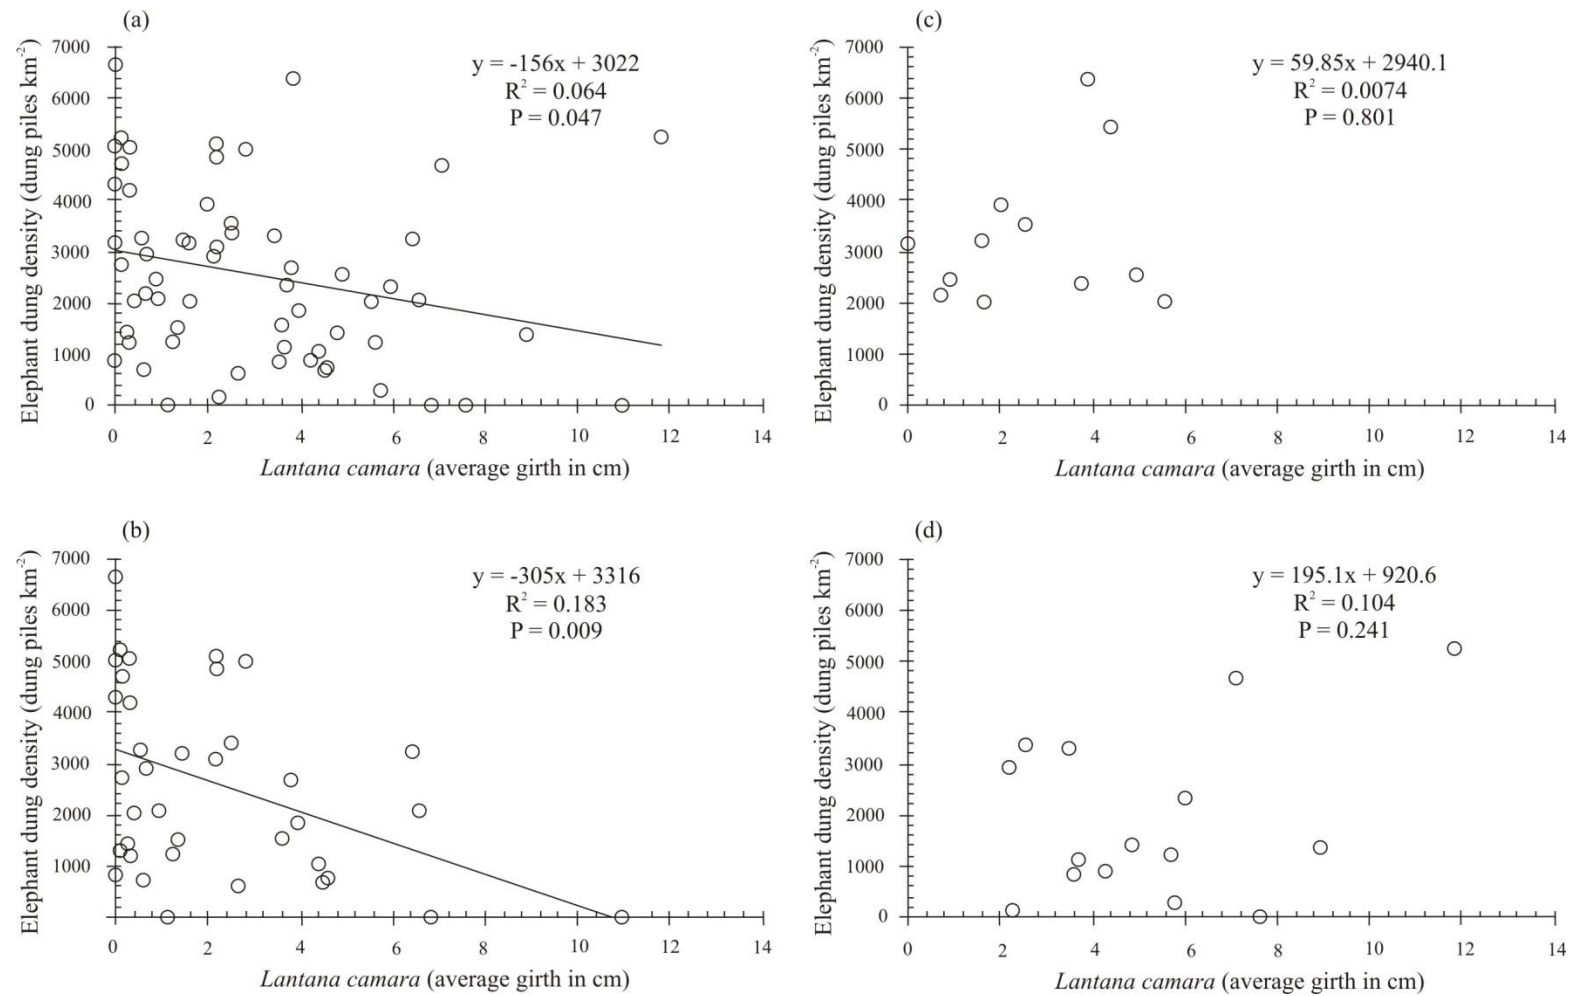 (a)
Elephant dung density (dung piles km-2)
7000
6000
5000
4000
3000
2000
1000
0
y = -156x + 3022
R2 = 0.064
P = 0.047
0 2 4 6 8 10 12 14
Lantana camara (average girth in cm)
(c)
Elephant dung density (dung piles km-2)
7000
6000
5000
4000
3000
2000
1000
0
y = 59.85x + 2940.1
R2 = 0.0074
P = 0.801
0 2 4 6 8 10 12 14
Lantana camara (average girth in cm)
(b)
Elephant dung density (dung piles km-2)
7000
6000
5000
4000
3000
2000
1000
y = -305x + 3316
R2 = 0.183
P = 0.009
0 2 4 6 8 10 12 14
Lantana camara (average girth in cm)
(d)
Elephant dung density (dung piles km-2)
7000
6000
5000
4000
3000
2000
1000
0
y = 195.1x + 920.6
R2 = 0.104
P = 0.241
0 2 4 6 8 10 12 14
Lantana camara (average girth in cm)